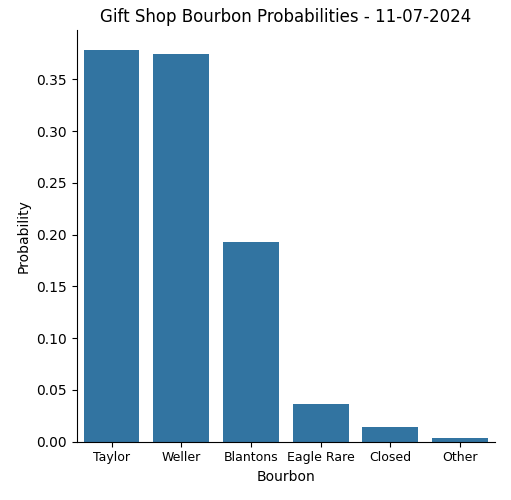 Gift Shop Bourbon Probabilities - 11-07-2024
0.35
0.30
0.25
0.20
0.15
0.10
0.05
0.00
Probability
Taylor Weller Blantons Eagle Rare Closed Other
Bourbon